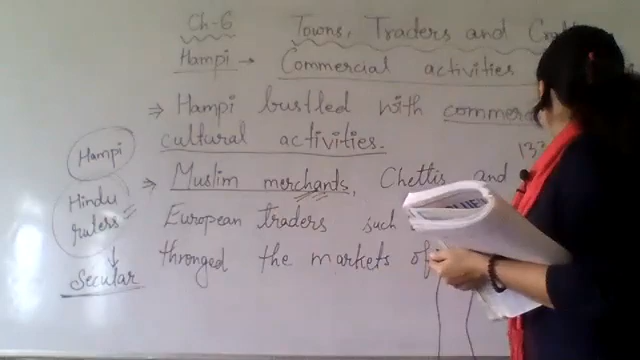 Ch-6 Towns, Traders and
Hampi → Commercial activities
⇒ Hampi bustled with
cultural activities.
⇒ Muslim merchants, Chettis and
European traders such
thronged the markets of
Hampi
Hindu
rulers
Secular